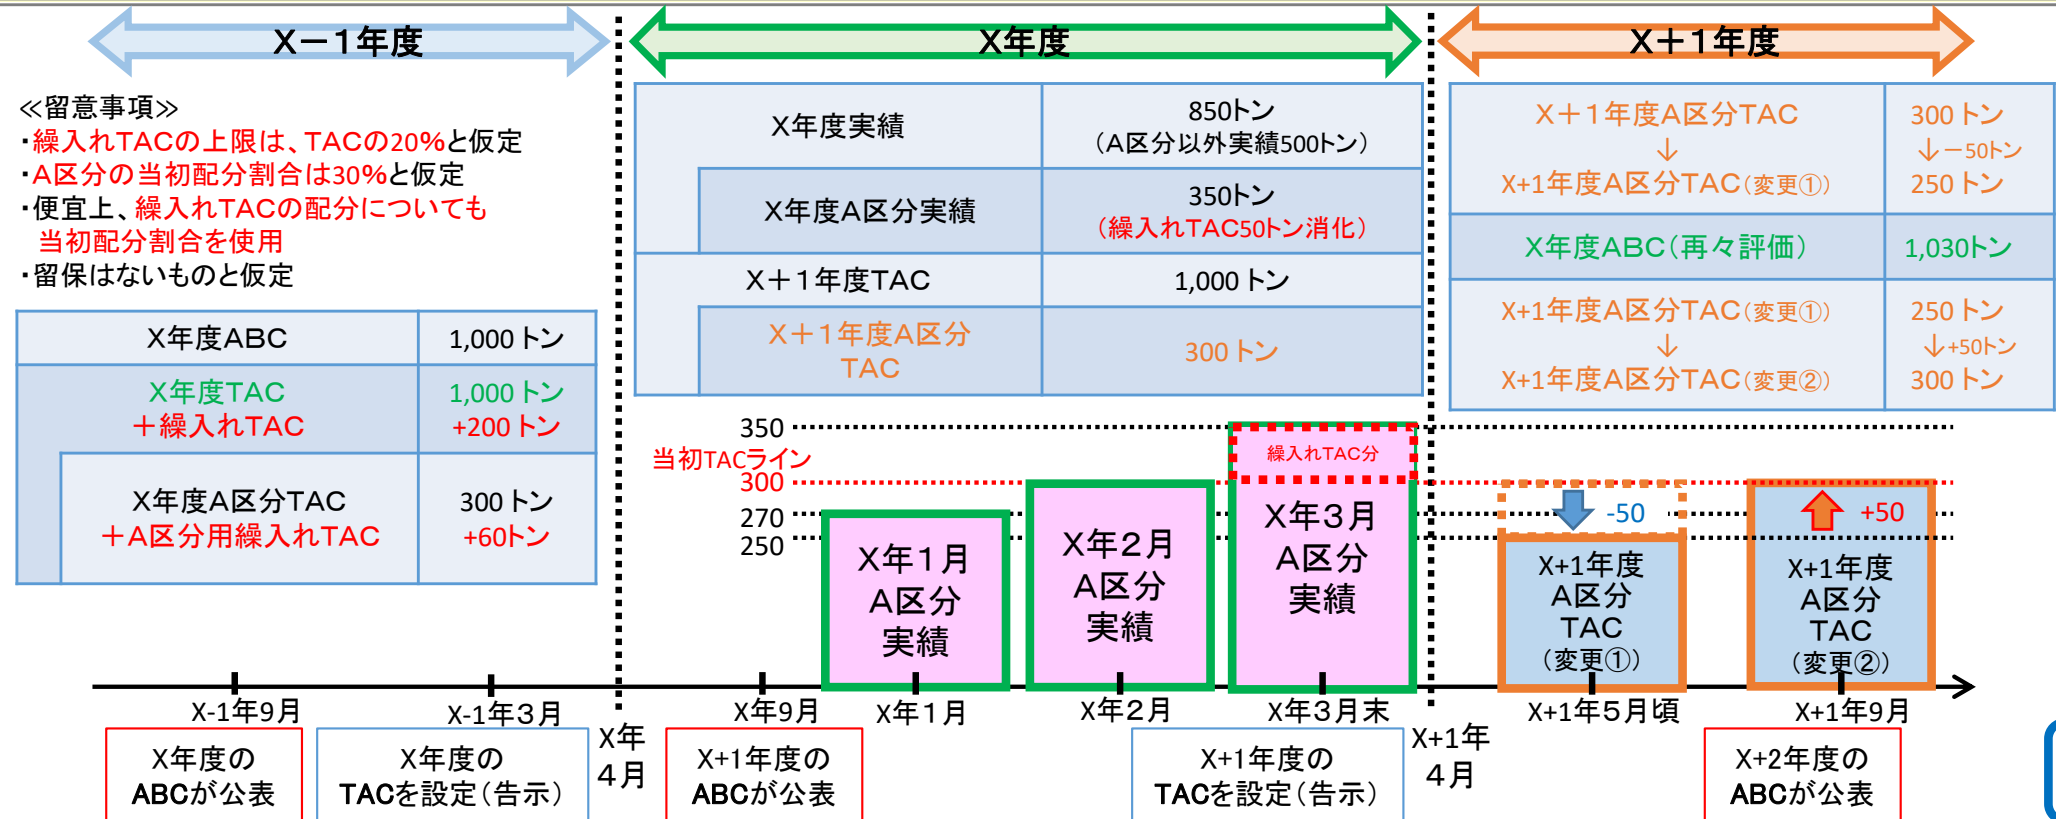 X－1年度
X年度
X＋1年度
≪留意事項≫
・繰入れTACの上限は、TACの20%と仮定
・A区分の当初配分割合は30%と仮定
・便宜上、繰入れTACの配分についても
当初配分割合を使用
・留保はないものと仮定
X年度ABC
1,000トン
X年度TAC
＋繰入れTAC
1,000トン
+200トン
X年度A区分TAC
＋A区分用繰入れTAC
300トン
+60トン
X年度実績
850トン
（A区分以外実績500トン）
X年度A区分実績
350トン
（繰入れTAC50トン消化）
X＋1年度TAC
1,000トン
X＋1年度A区分
TAC
300トン
X＋1年度A区分TAC
↓
X+1年度A区分TAC（変更①）
300トン
↓－50トン
250トン
X年度ABC（再々評価）
1,030トン
X+1年度A区分TAC（変更①）
↓
X+1年度A区分TAC（変更②）
250トン
↓+50トン
300トン
350
当初TACライン
300
270
250
X年1月
A区分
実績
X年2月
A区分
実績
繰入れTAC分
X年3月
A区分
実績
-50
X+1年度
A区分
TAC
（変更①）
+50
X+1年度
A区分
TAC
（変更②）
X-1年9月
X-1年3月
X年9月
X年1月
X年2月
X年3月末
X+1年5月頃
X+1年9月
X年度の
ABCが公表
X年度の
TACを設定（告示）
X年
4月
X+1年度の
ABCが公表
X+1年度の
TACを設定（告示）
X+1年
4月
X+2年度の
ABCが公表